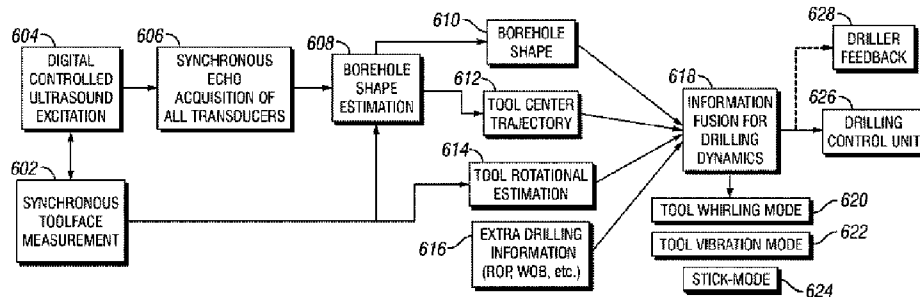 604
DIGITAL
CONTROLLED
ULTRASOUND
EXCITATION
606
SYNCHRONOUS
ECHO
ACQUISITION OF
ALL TRANSDUCERS
608
BOREHOLE
SHAPE
ESTIMATION
602
SYNCHRONOUS
TOOLFACE
MEASUREMENT
610
BOREHOLE
SHAPE
612
TOOL CENTER
TRAJECTORY
614
TOOL ROTATIONAL
ESTIMATION
616
EXTRA DRILLING
INFORMATION
(ROP, WOB, etc.)
618
INFORMATION
FUSION FOR
DRILLING
DYNAMICS
628
DRILLER
FEEDBACK
626
DRILLING
CONTROL UNIT
TOOL WHIRLING MODE
620
TOOL VIBRATION MODE
622
STICK-MODE
624